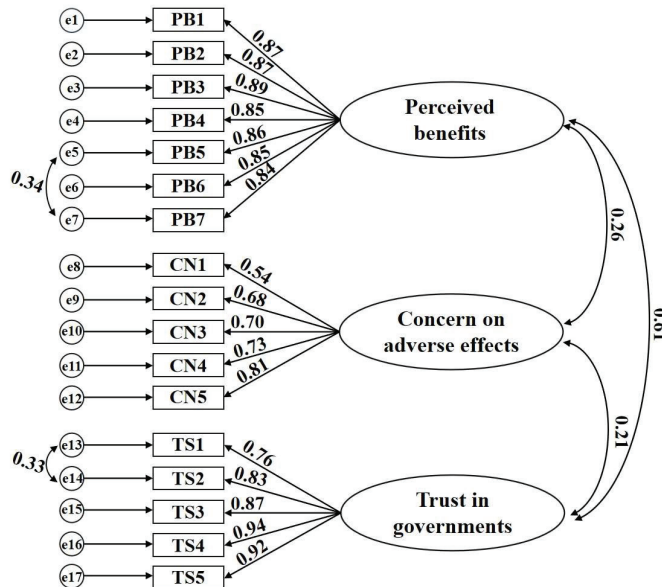 e1 PB1 0.87
e2 PB2 0.87
e3 PB3 0.89
e4 PB4 0.85
e5 PB5 0.86
e6 PB6 0.85
e7 PB7 0.84
0.34
Perceived
benefits
e8 CN1 0.54
e9 CN2 0.68
e10 CN3 0.70
e11 CN4 0.73
e12 CN5 0.81
Concern on
adverse effects
e13 TS1 0.76
e14 TS2 0.83
e15 TS3 0.87
e16 TS4 0.94
e17 TS5 0.92
0.33
Trust in
governments
0.26
0.61
0.21